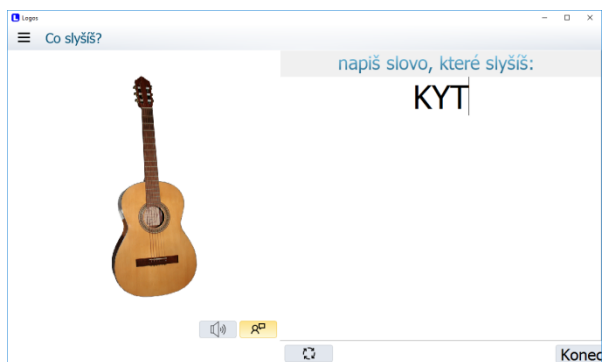 Logos
Co slyšíš?
napiš slovo, které slyšíš:
KYT
Konec